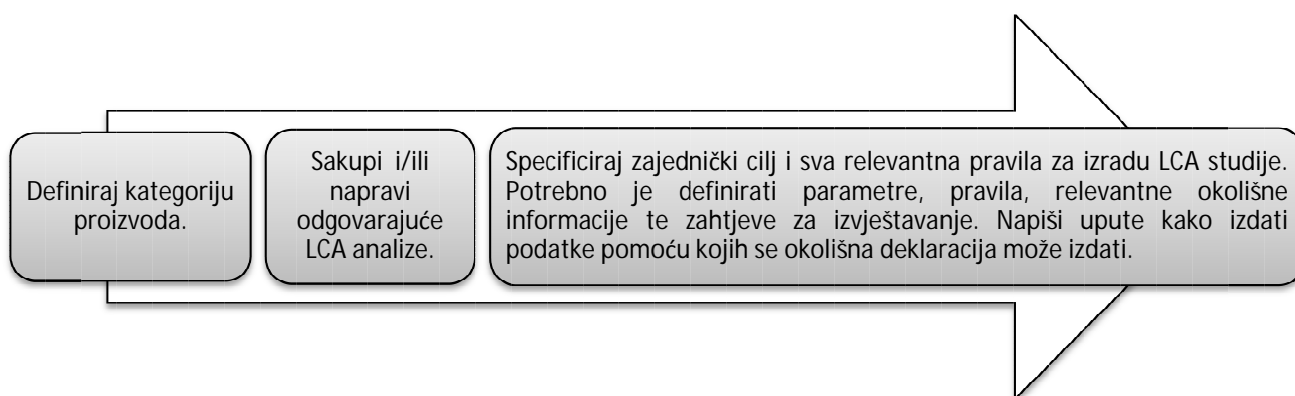 Definiraj kategoriju
proizvoda.
Sakupi i/ili
napravi
odgovarajuće
LCA analize.
Specificiraj zajednički cilj i sva relevantna pravila za izradu LCA studije.
Potrebno je definirati parametre, pravila, relevantne okolišne
informacije te zahtjeve za izvještavanje. Napiši upute kako izdati
podatke pomoću kojih se okolišna deklaracija može izdati.